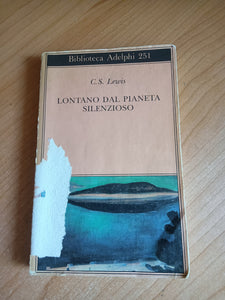 Biblioteca Adelphi 251
C. S. Lewis
LONTANO DAL PIANETA
SILENZIOSO